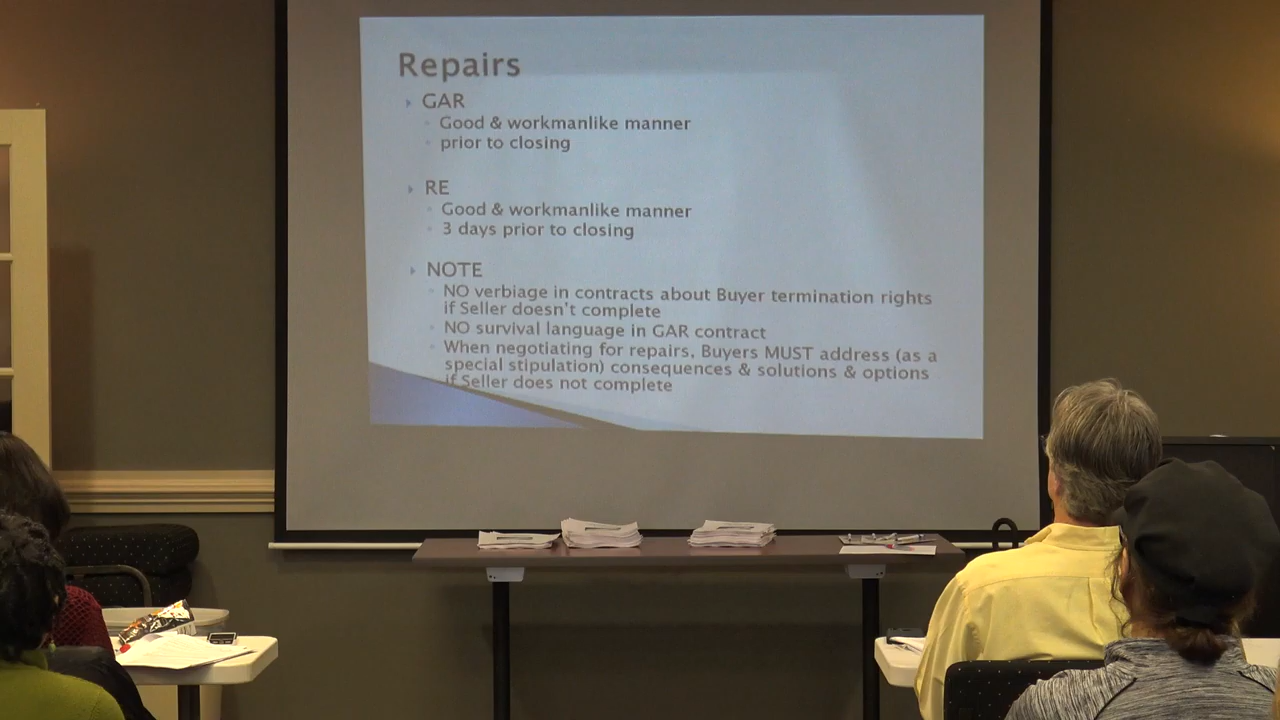 Repairs
GAR
Good & workmanlike manner
prior to closing
RE
Good & workmanlike manner
3 days prior to closing
NOTE
NO verbiage in contracts about Buyer termination rights
if Seller doesn't complete
NO survival language in GAR contract
When negotiating for repairs, Buyers MUST address (as a
special stipulation) consequences & solutions & options
if Seller does not complete